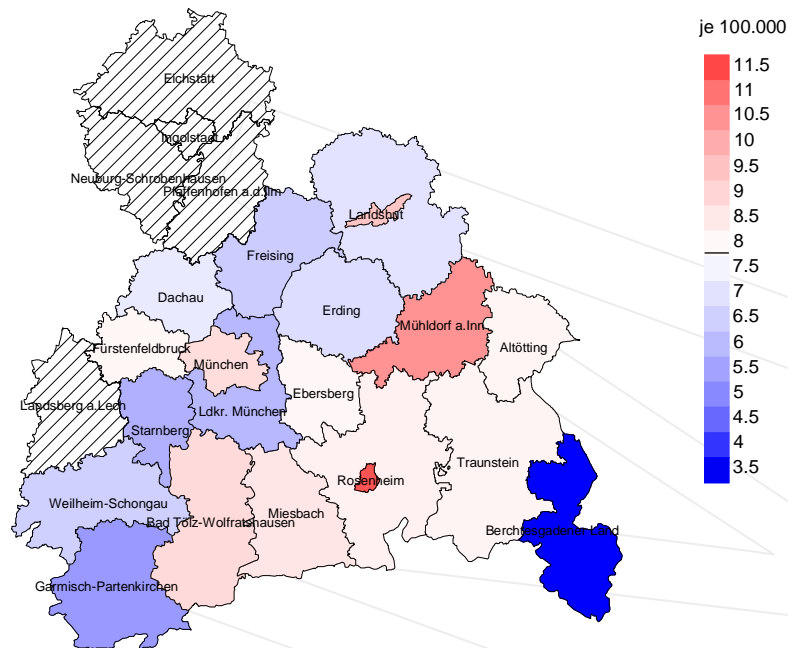 je 100.000
11.5
11
10.5
10
9.5
9
8.5
8
7.5
7
6.5
6
5.5
5
4.5
4
3.5
Eichstätt
Ingolstadt
Neuburg-Schrobenhausen
Pfaffenhofen a.d.Ilm
Landshut
Freising
Dachau
Erding
Mühldorf a.Inn
Altötting
Fürstenfeldbruck
München
Ebersberg
Landsberg a.Lech
Starnberg
Ldkr. München
Traunstein
Rosenheim
Weilheim-Schongau
Bad Tölz-Wolfratshausen
Miesbach
Berchtesgadener Land
Garmisch-Partenkirchen